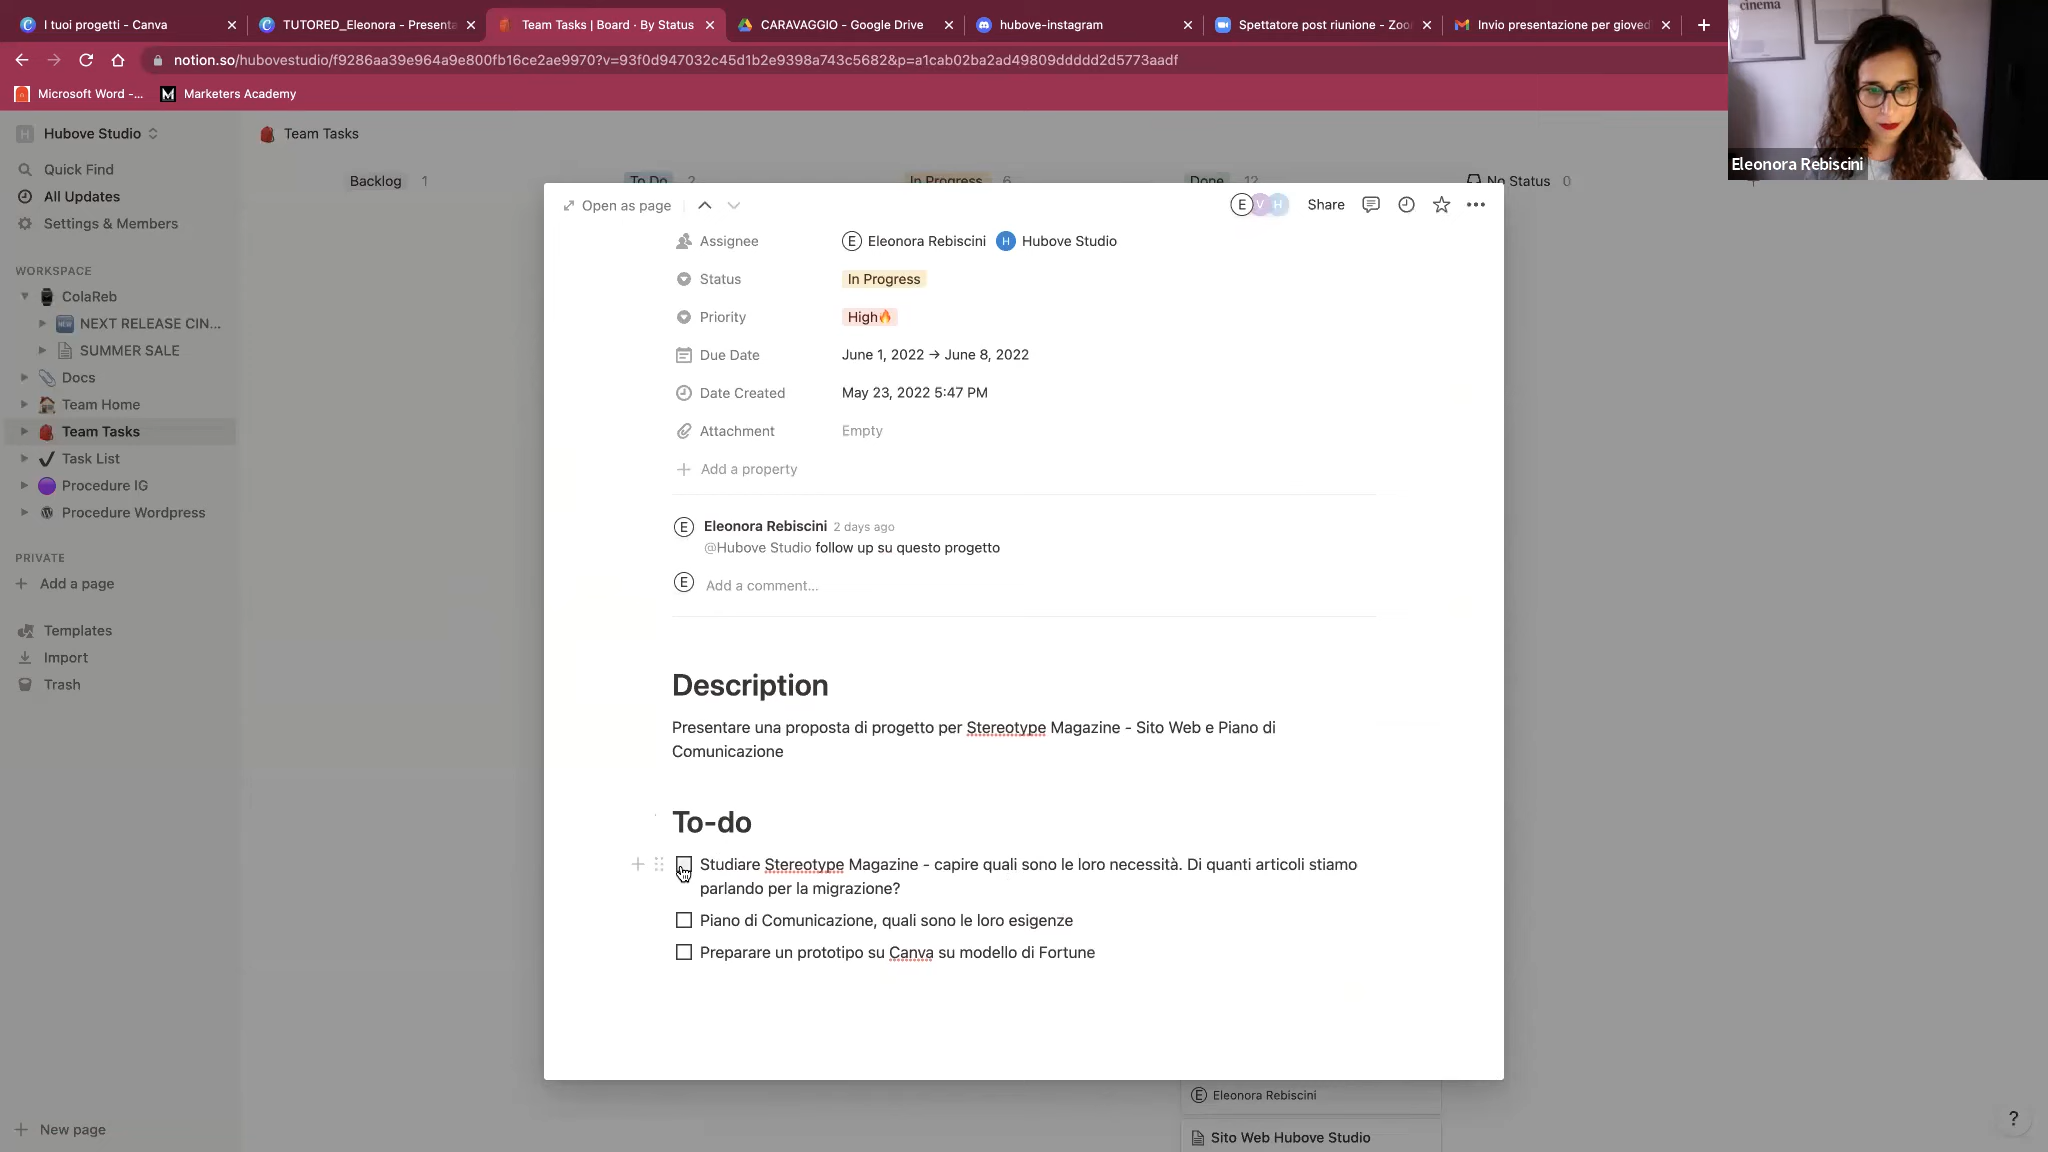 I tuoi progetti - Canva
TUTORED_Eleonora - Presenta
Team Tasks | Board · By Status
CARAVAGGIO - Google Drive
hubove-instagram
Spettatore post riunione - Zoo
Invio presentazione per gioved
notion.so/hubovestudio/f9286aa39e964a9e800fb16ce2ae9970?v=93f0d947032c45d1b2e9398a743c5682&p=a1cab02ba2ad49809ddddd2d5773aadf
Microsoft Word -...
Marketers Academy
cinema
Eleonora Rebiscini
Hubove Studio
Quick Find
All Updates
Settings & Members
WORKSPACE
ColaReb
NEXT RELEASE CIN...
SUMMER SALE
Docs
Team Home
Team Tasks
Task List
Procedure IG
Procedure Wordpress
PRIVATE
Add a page
Templates
Import
Trash
New page
Team Tasks
Backlog 1
To Do 2
In Progress 6
Done 12
No Status 0
Open as page
E V H Share
Assignee E Eleonora Rebiscini H Hubove Studio
Status In Progress
Priority High🔥
Due Date June 1, 2022 → June 8, 2022
Date Created May 23, 2022 5:47 PM
Attachment Empty
Add a property
E Eleonora Rebiscini 2 days ago
@Hubove Studio follow up su questo progetto
E Add a comment...
Description
Presentare una proposta di progetto per Stereotype Magazine - Sito Web e Piano di
Comunicazione
To-do
Studiare Stereotype Magazine - capire quali sono le loro necessità. Di quanti articoli stiamo
parlando per la migrazione?
Piano di Comunicazione, quali sono le loro esigenze
Preparare un prototipo su Canva su modello di Fortune
E Eleonora Rebiscini
Sito Web Hubove Studio
?